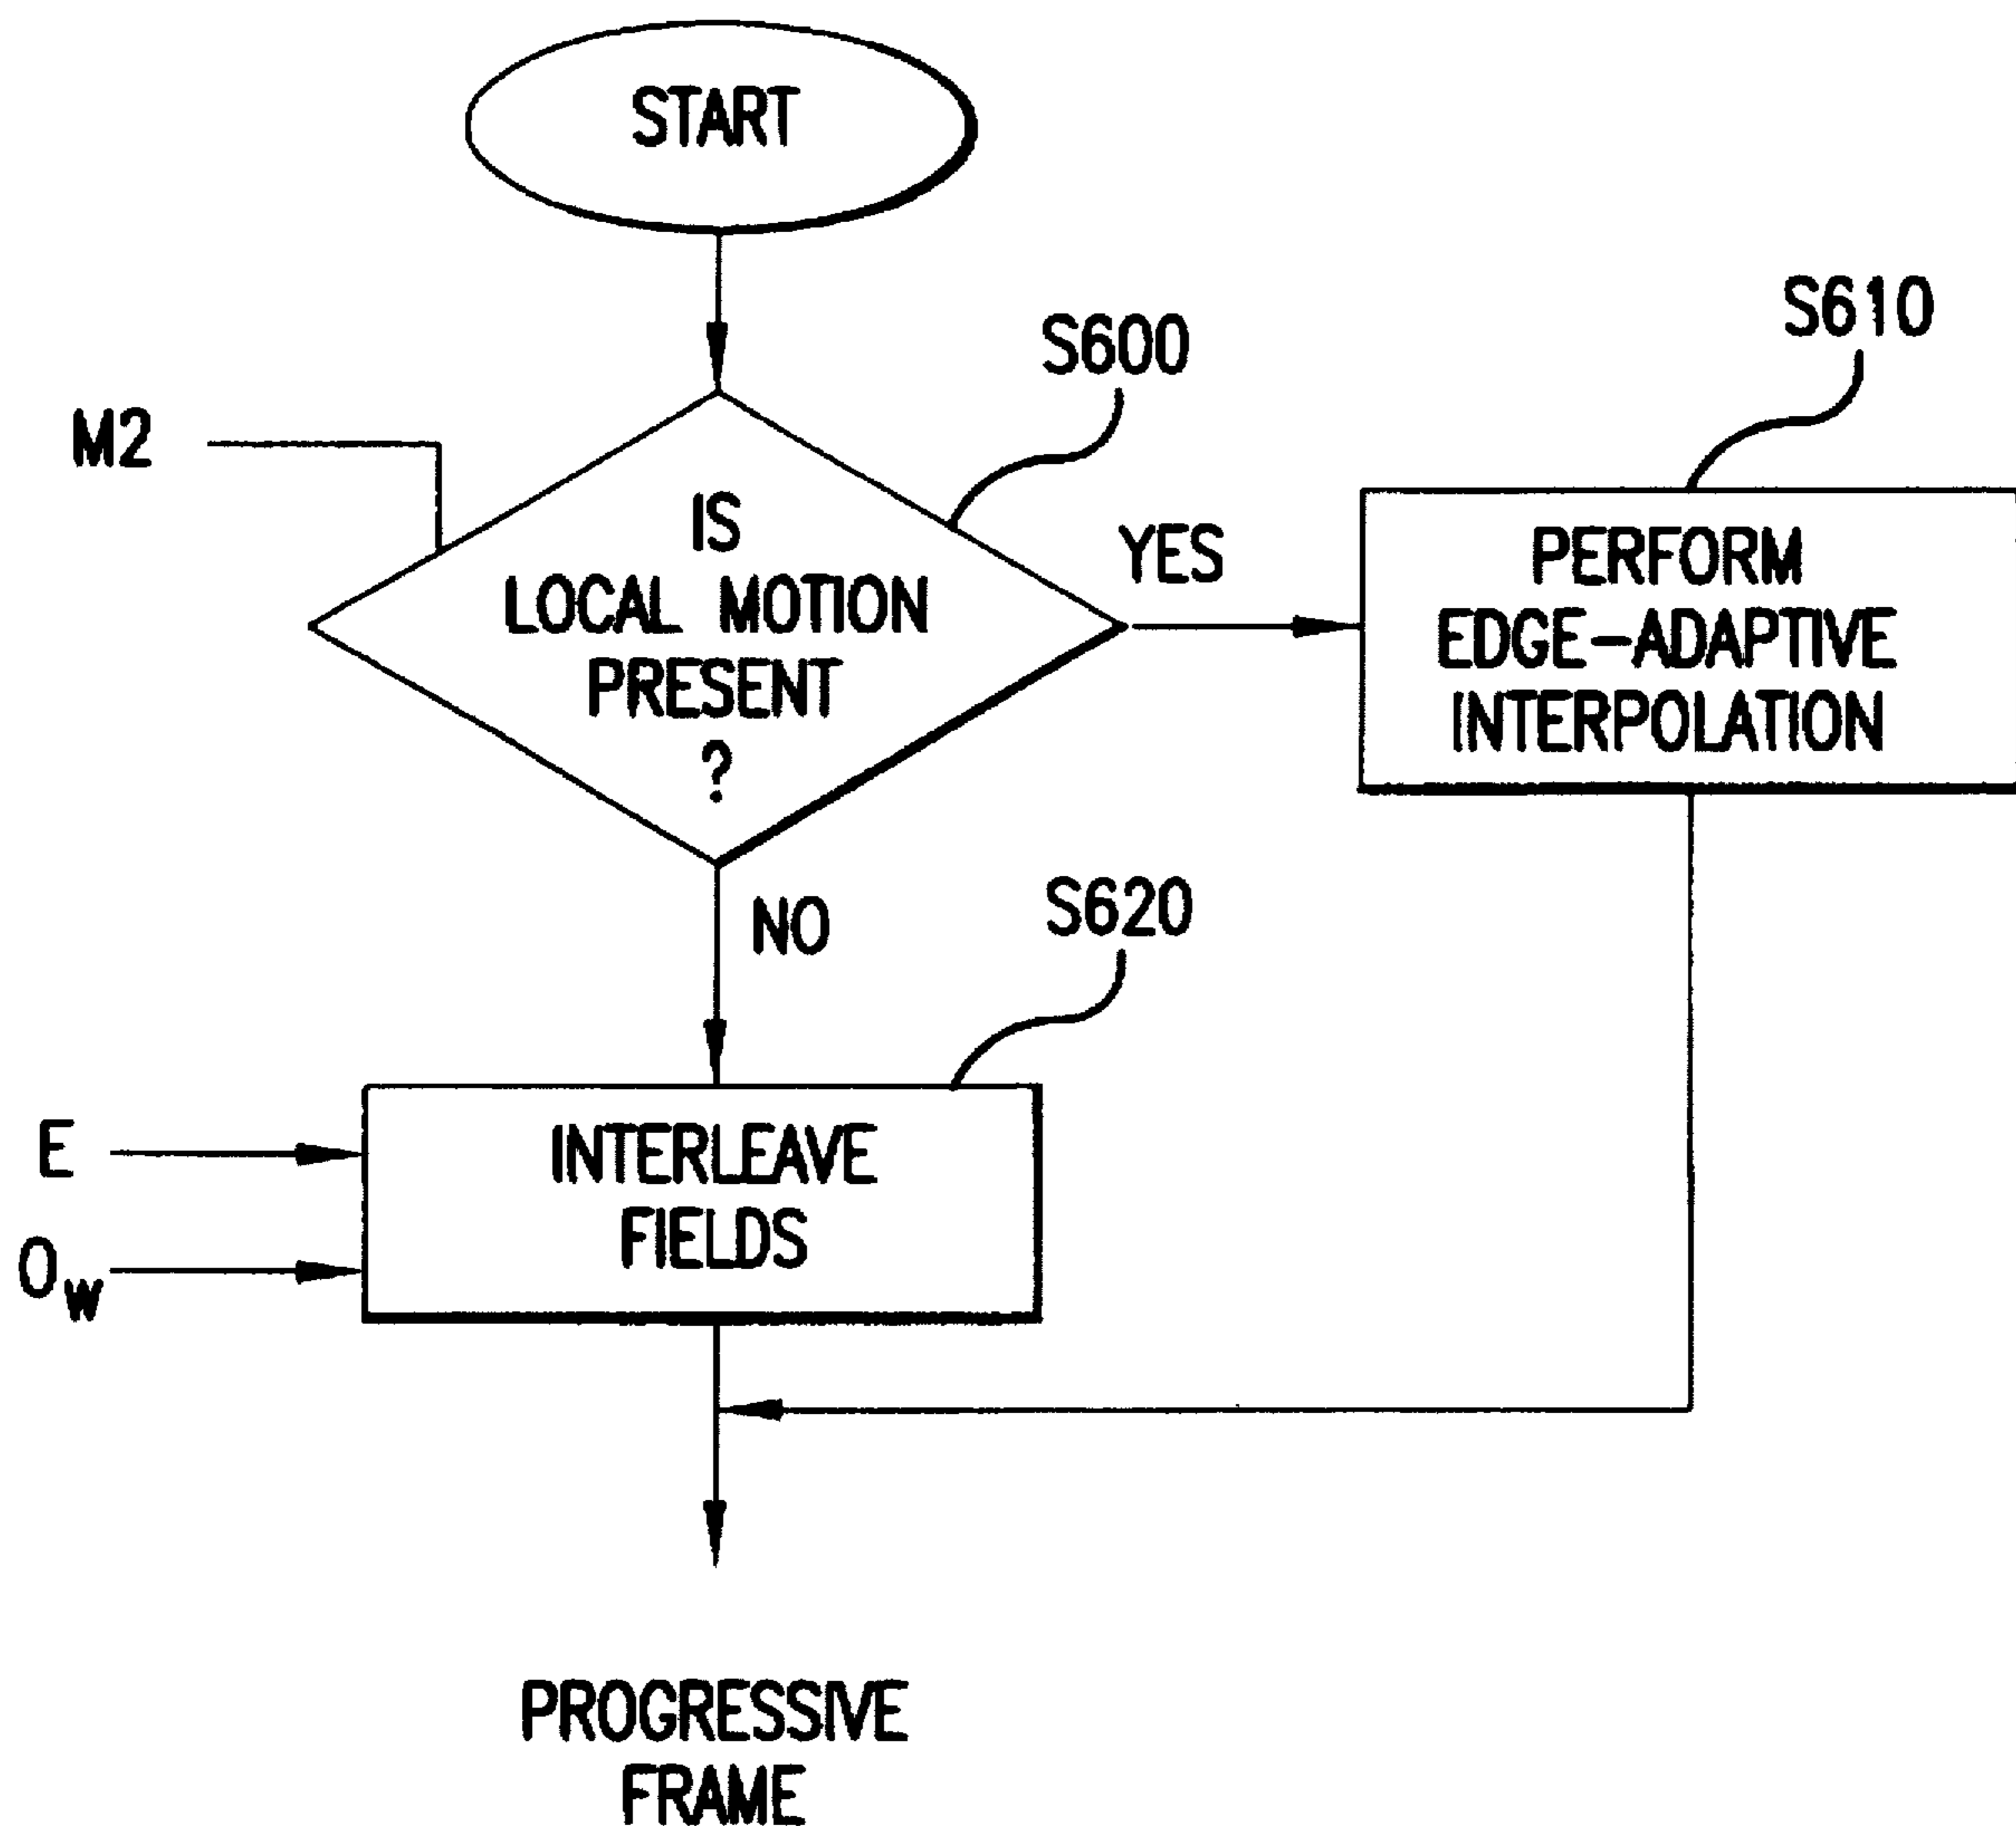 START
S600
S610
M2
IS
LOCAL MOTION
PRESENT
?
YES
PERFORM
EDGE-ADAPTIVE
INTERPOLATION
NO
S620
E
OW
INTERLEAVE
FIELDS
PROGRESSIVE
FRAME